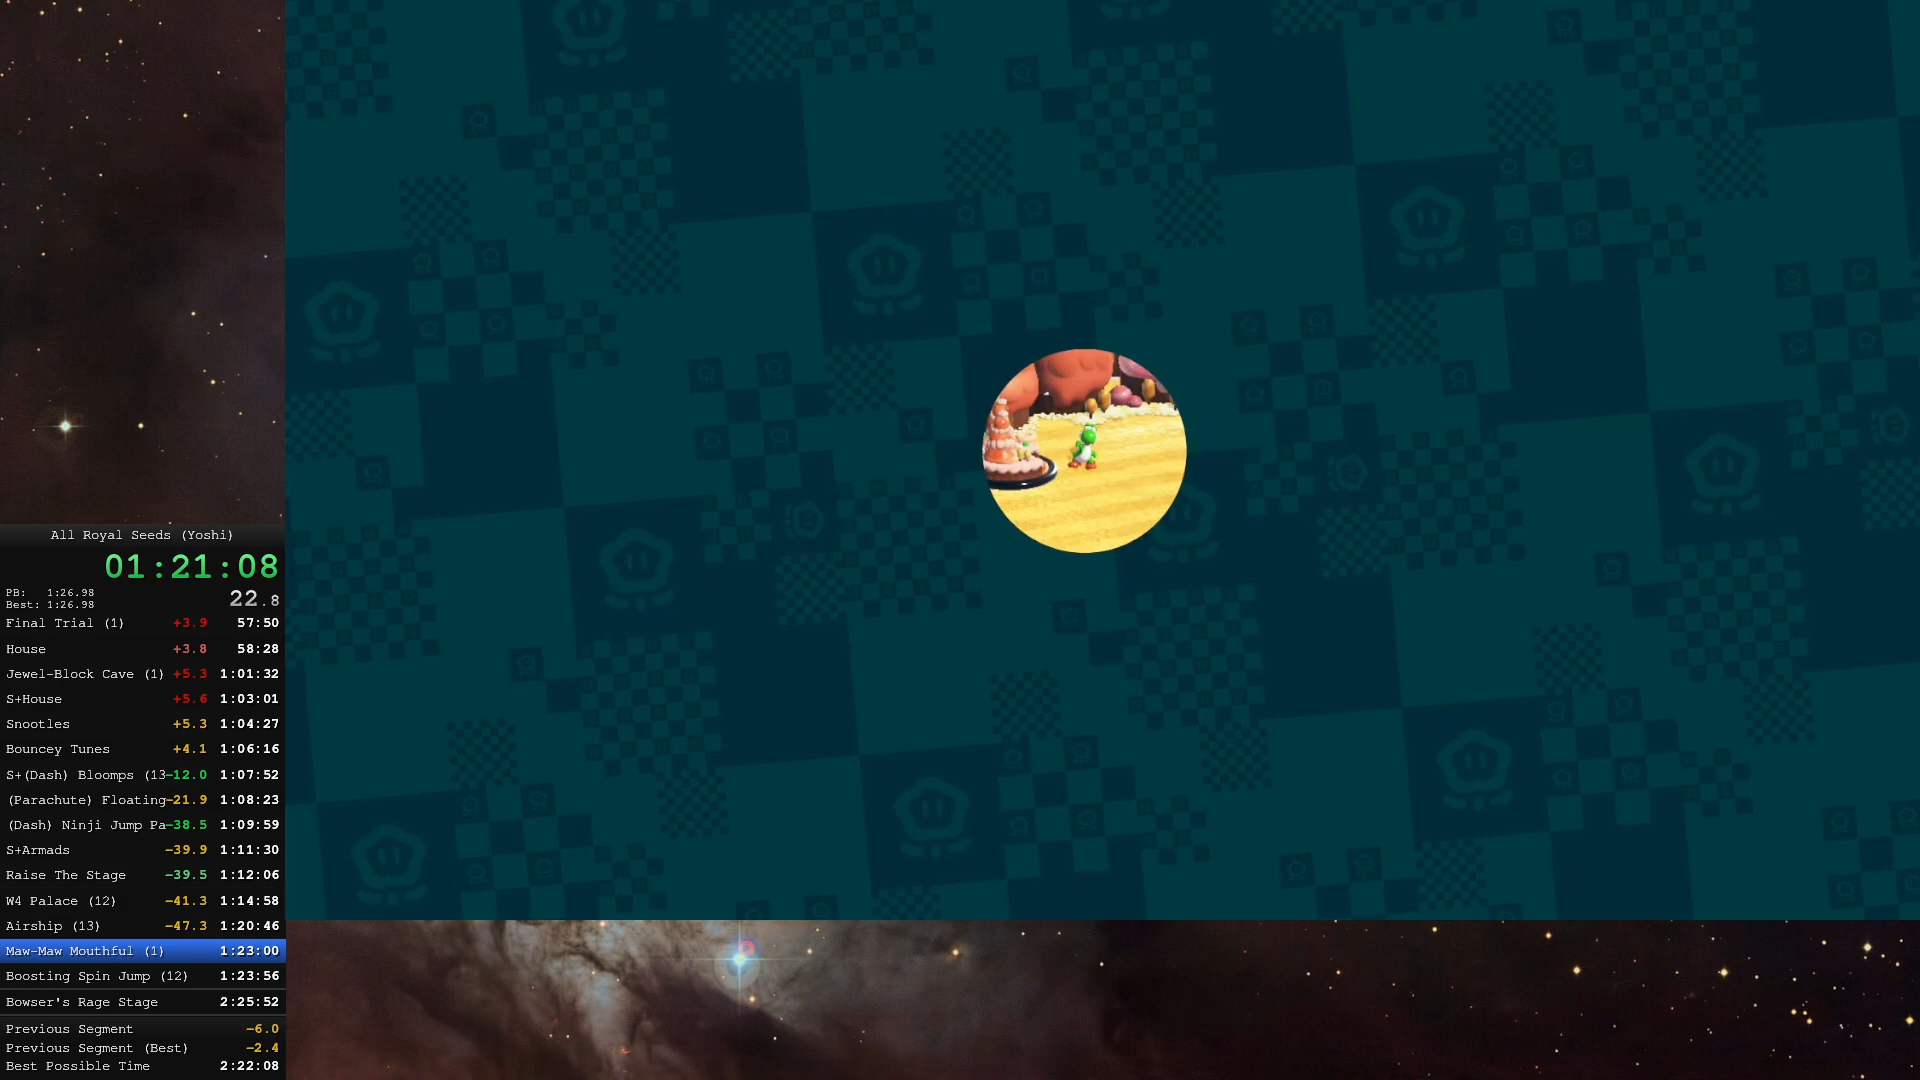 All Royal Seeds (Yoshi)
01:21:08
PB: 1:26.98
Best: 1:26.98
22.8
Final Trial (1) +3.9 57:50
House +3.8 58:28
Jewel-Block Cave (1) +5.3 1:01:32
S+House +5.6 1:03:01
Snootles +5.3 1:04:27
Bouncey Tunes +4.1 1:06:16
S+(Dash) Bloomps (13 -12.0 1:07:52
(Parachute) Floating -21.9 1:08:23
(Dash) Ninji Jump Pa -38.5 1:09:59
S+Armads -39.9 1:11:30
Raise The Stage -39.5 1:12:06
W4 Palace (12) -41.3 1:14:58
Airship (13) -47.3 1:20:46
Maw-Maw Mouthful (1) 1:23:00
Boosting Spin Jump (12) 1:23:56
Bowser's Rage Stage 2:25:52
Previous Segment -6.0
Previous Segment (Best) -2.4
Best Possible Time 2:22:08